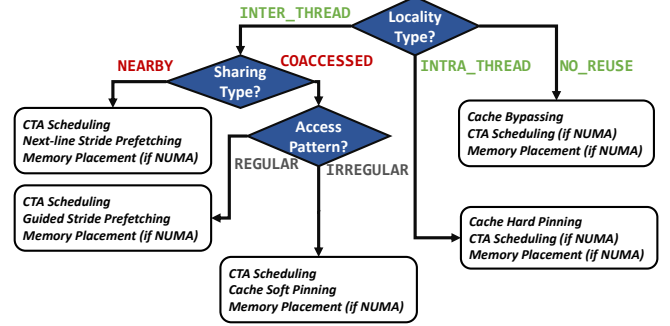 Locality
Type?
INTER_THREAD
INTRA_THREAD
NO_REUSE
Sharing
Type?
NEARBY
COACCESSED
CTA Scheduling
Next-line Stride Prefetching
Memory Placement (if NUMA)
Access
Pattern?
REGULAR
IRREGULAR
Cache Bypassing
CTA Scheduling (if NUMA)
Memory Placement (if NUMA)
CTA Scheduling
Guided Stride Prefetching
Memory Placement (if NUMA)
Cache Hard Pinning
CTA Scheduling (if NUMA)
Memory Placement (if NUMA)
CTA Scheduling
Cache Soft Pinning
Memory Placement (if NUMA)